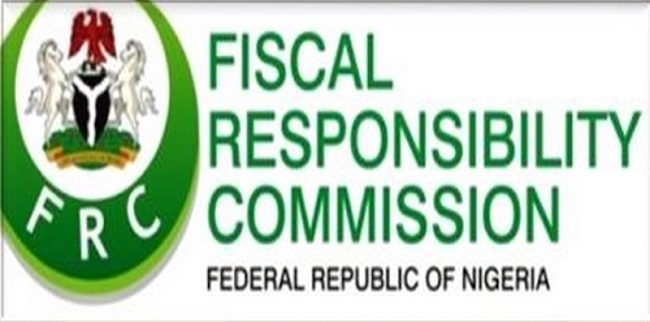 FRC
FISCAL
RESPONSIBILITY
COMMISSION
FEDERAL REPUBLIC OF NIGERIA